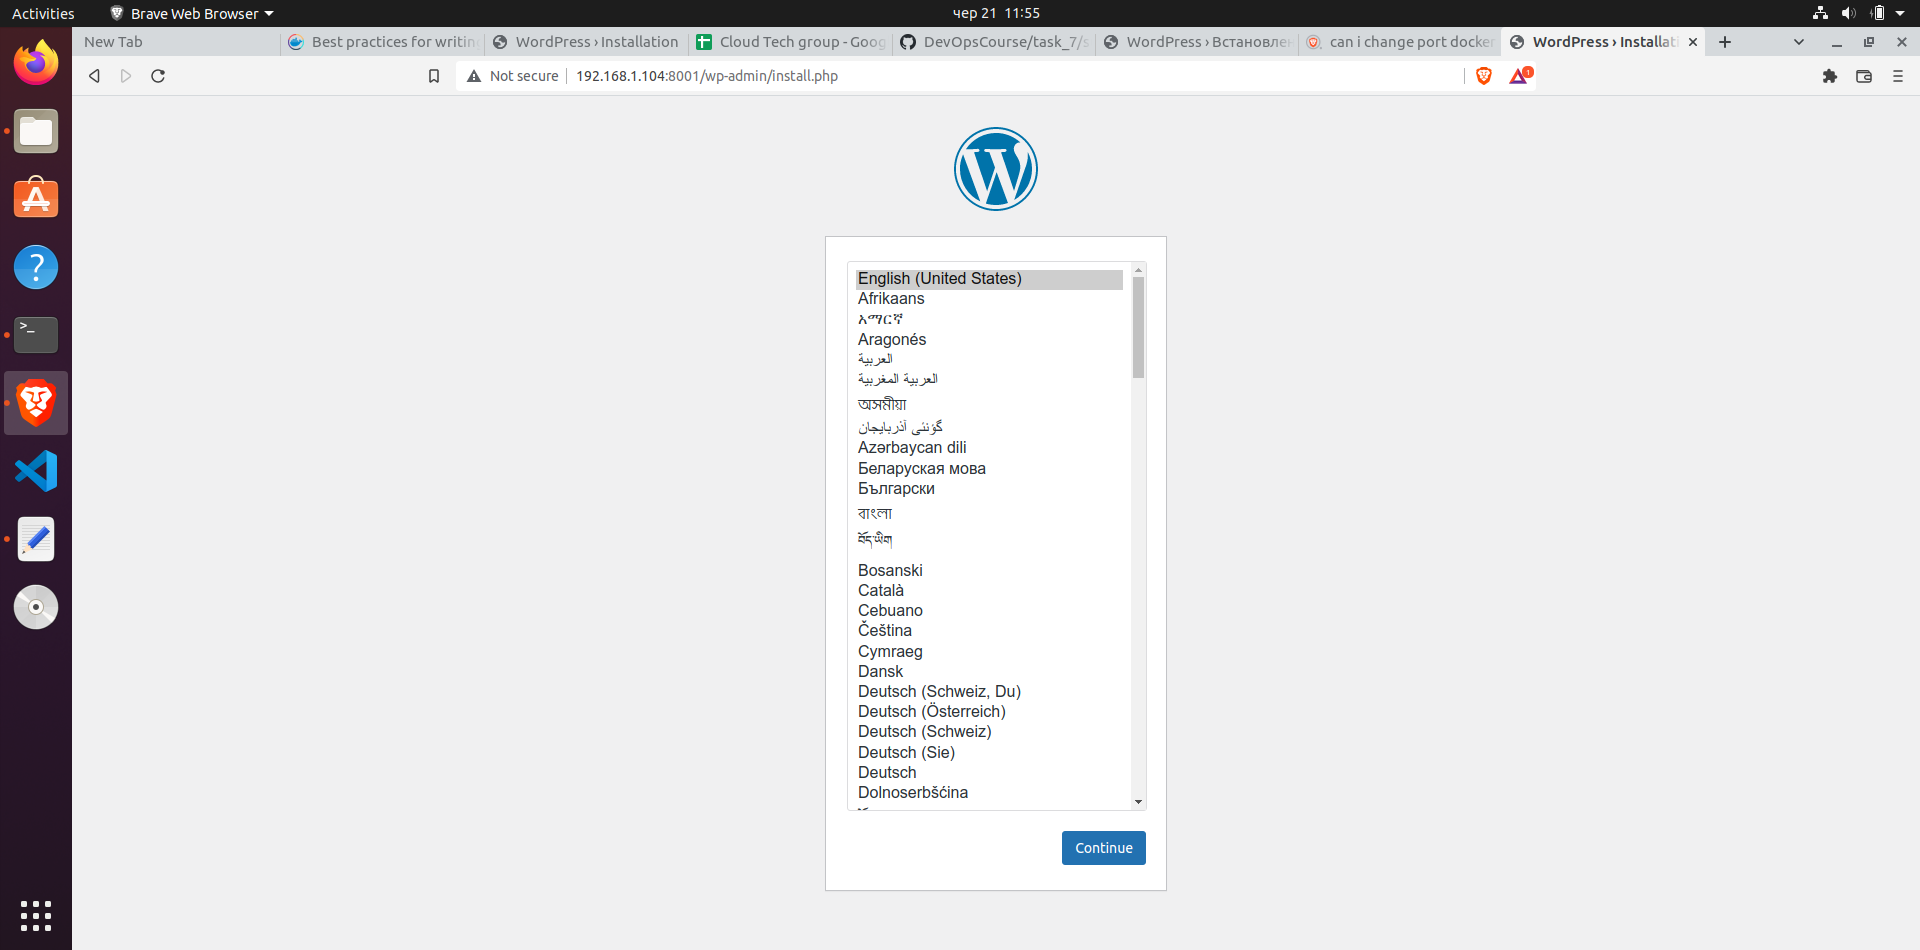 Activities
Brave Web Browser
чер 21 11:55
New Tab
Best practices for writin
WordPress › Installation
Cloud Tech group - Goog
DevOpsCourse/task_7/s
WordPress › Встановлен
can i change port docker
WordPress › Installati
Not secure
192.168.1.104:8001/wp-admin/install.php
1
English (United States)
Afrikaans
አማርኛ
Aragonés
العربية
العربية المغربية
অসমীয়া
گؤنئی آذربایجان
Azərbaycan dili
Беларуская мова
Български
বাংলা
བོད་ཡིག
Bosanski
Català
Cebuano
Čeština
Cymraeg
Dansk
Deutsch (Schweiz, Du)
Deutsch (Österreich)
Deutsch (Schweiz)
Deutsch (Sie)
Deutsch
Dolnoserbšćina
Continue